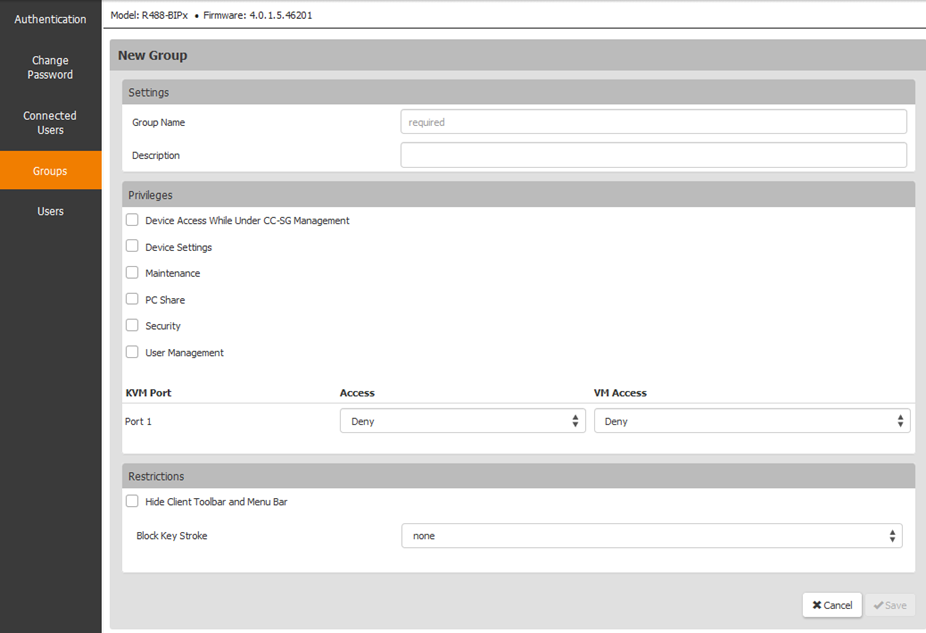 Authentication
Change
Password
Connected
Users
Groups
Users
Model: R488-BIPx • Firmware: 4.0.1.5.46201
New Group
Settings
Group Name required
Description
Privileges
Device Access While Under CC-SG Management
Device Settings
Maintenance
PC Share
Security
User Management
KVM Port Access VM Access
Port 1 Deny Deny
Restrictions
Hide Client Toolbar and Menu Bar
Block Key Stroke none
Cancel Save